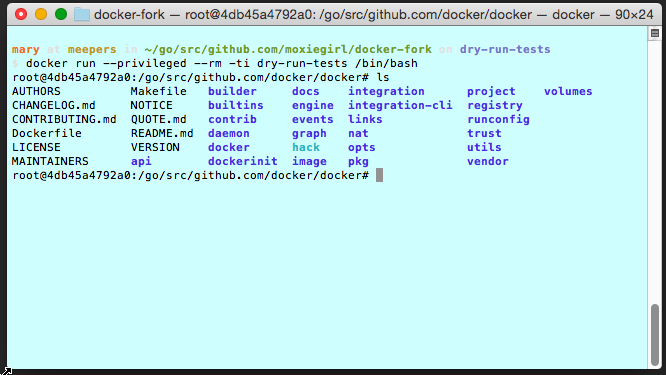 docker-fork — root@4db45a4792a0: /go/src/github.com/docker/docker — docker — 90×24
mary at meepers in ~/go/src/github.com/moxiegirl/docker-fork on dry-run-tests
$ docker run --privileged --rm -ti dry-run-tests /bin/bash
root@4db45a4792a0:/go/src/github.com/docker/docker# ls
AUTHORS Makefile builder docs integration project volumes
CHANGELOG.md NOTICE builtins engine integration-cli registry
CONTRIBUTING.md QUOTE.md contrib events links runconfig
Dockerfile README.md daemon graph nat trust
LICENSE VERSION docker hack opts utils
MAINTAINERS api dockerinit image pkg vendor
root@4db45a4792a0:/go/src/github.com/docker/docker#